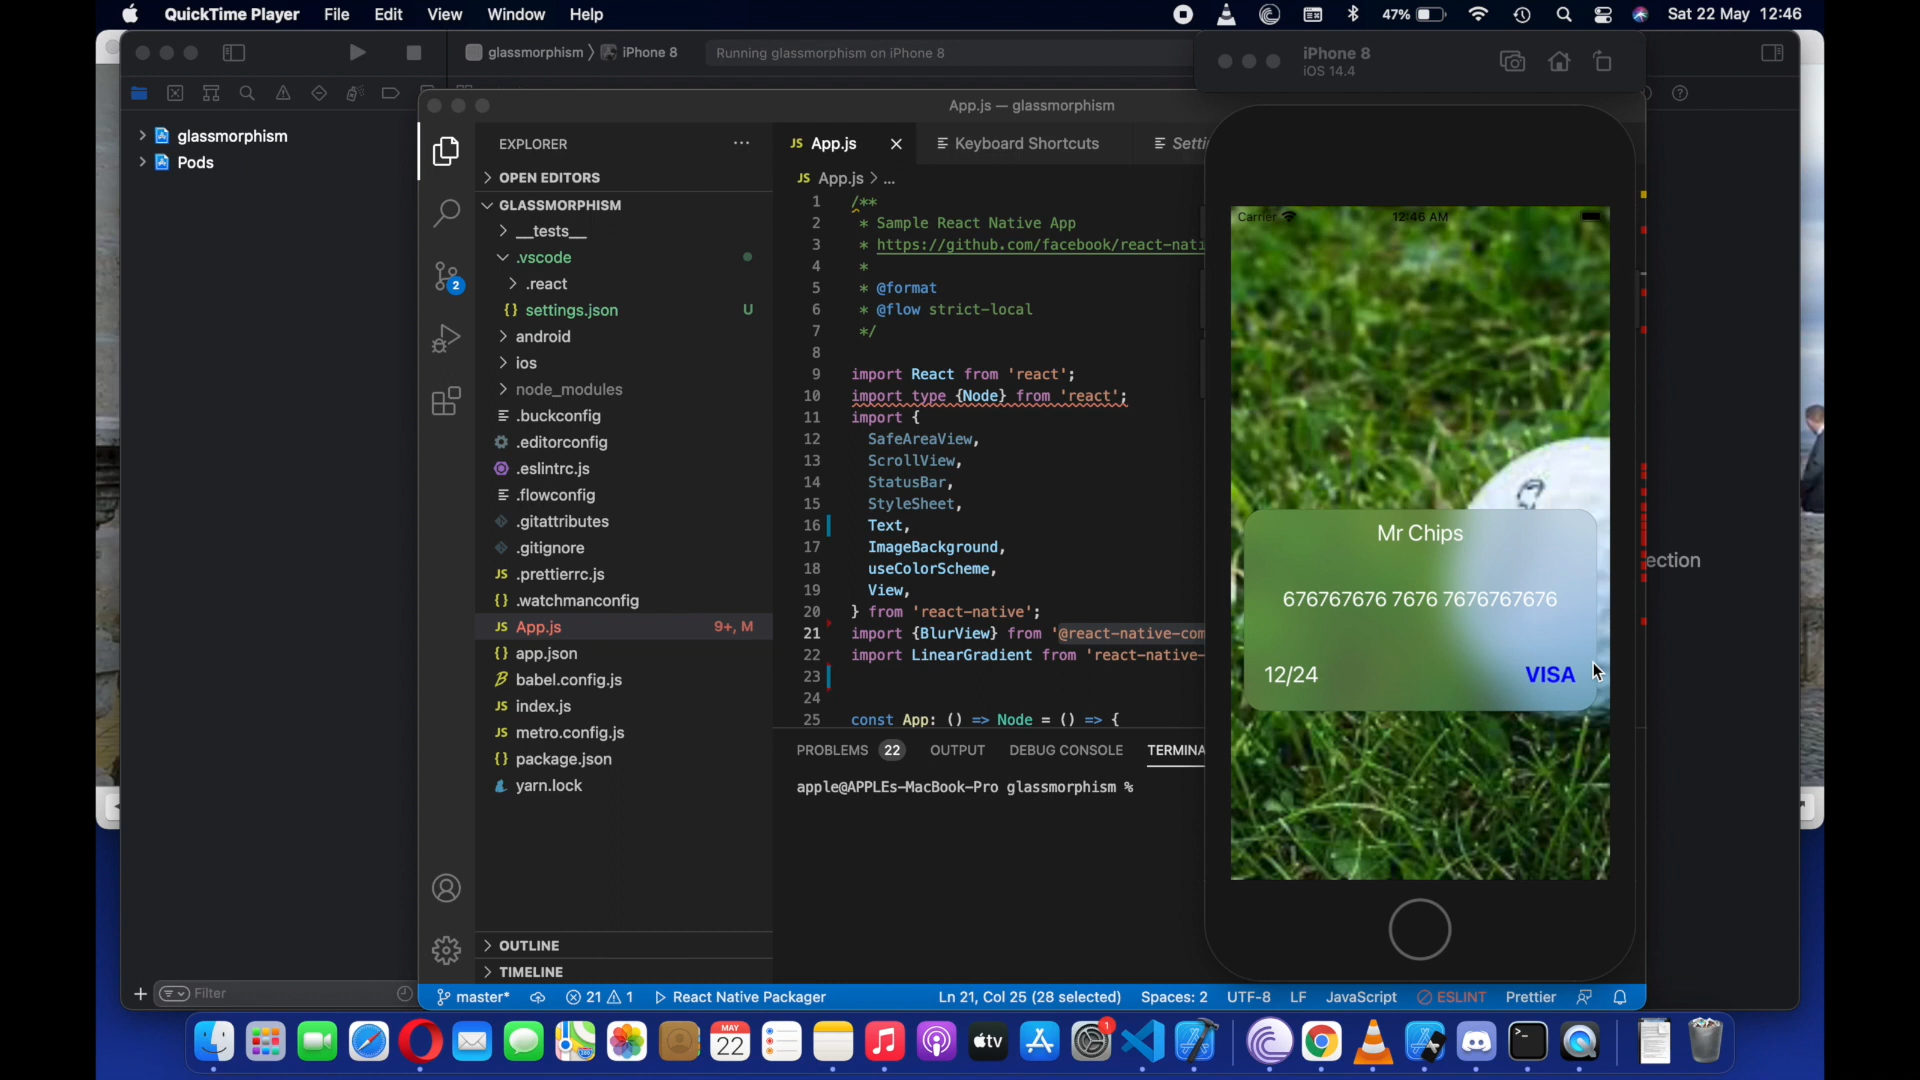 QuickTime Player File Edit View Window Help 47% Sat 22 May 12:46
glassmorphism iPhone 8 Running glassmorphism on iPhone 8
iPhone 8
iOS 14.4
glassmorphism
Pods
App.js — glassmorphism
EXPLORER
OPEN EDITORS
GLASSMORPHISM
__tests__
.vscode
.react
settings.json U
android
ios
node_modules
.buckconfig
.editorconfig
.eslintrc.js
.flowconfig
.gitattributes
.gitignore
.prettierrc.js
.watchmanconfig
App.js 9+, M
app.json
babel.config.js
index.js
metro.config.js
package.json
yarn.lock
OUTLINE
TIMELINE
2
JS App.js Keyboard Shortcuts Setti
JS App.js > ...
1 /**
2 * Sample React Native App
3 * https://github.com/facebook/react-nati
4 *
5 * @format
6 * @flow strict-local
7 */
8
9 import React from 'react';
10 import type {Node} from 'react';
11 import {
12 SafeAreaView,
13 ScrollView,
14 StatusBar,
15 StyleSheet,
16 Text,
17 ImageBackground,
18 useColorScheme,
19 View,
20 } from 'react-native';
21 import {BlurView} from '@react-native-com
22 import LinearGradient from 'react-native-
23
24
25 const App: () => Node = () => {
PROBLEMS 22 OUTPUT DEBUG CONSOLE TERMINA
apple@APPLEs-MacBook-Pro glassmorphism %
Carrier 12:46 AM
Mr Chips
676767676 7676 7676767676
12/24 VISA
ection
Filter
master* 21 1 React Native Packager Ln 21, Col 25 (28 selected) Spaces: 2 UTF-8 LF JavaScript ESLINT Prettier
MAY
22
tv
1